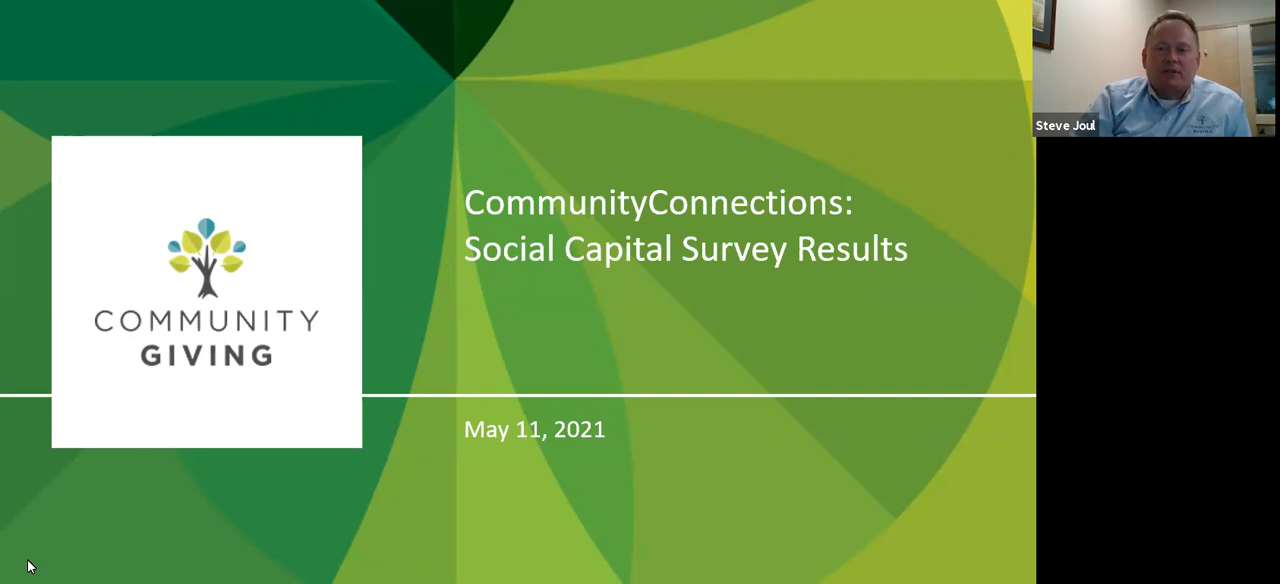 COMMUNITY
GIVING
CommunityConnections:
Social Capital Survey Results
May 11, 2021
Steve Joul